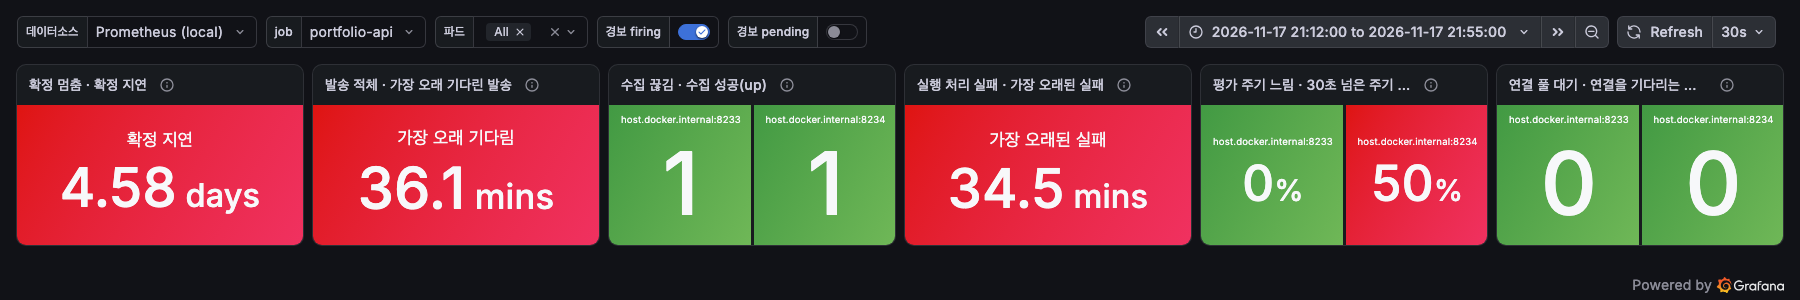 데이터소스 Prometheus (local) job portfolio-api 파드 All 경보 firing 경보 pending 2026-11-17 21:12:00 to 2026-11-17 21:55:00 Refresh 30s
확정 멈춤 · 확정 지연
확정 지연
4.58 days
발송 적체 · 가장 오래 기다린 발송
가장 오래 기다림
36.1 mins
수집 끊김 · 수집 성공(up)
host.docker.internal:8233 host.docker.internal:8234
1 1
실행 처리 실패 · 가장 오래된 실패
가장 오래된 실패
34.5 mins
평가 주기 느림 · 30초 넘은 주기 ...
host.docker.internal:8233 host.docker.internal:8234
0% 50%
연결 풀 대기 · 연결을 기다리는 ...
host.docker.internal:8233 host.docker.internal:8234
0 0
Powered by Grafana